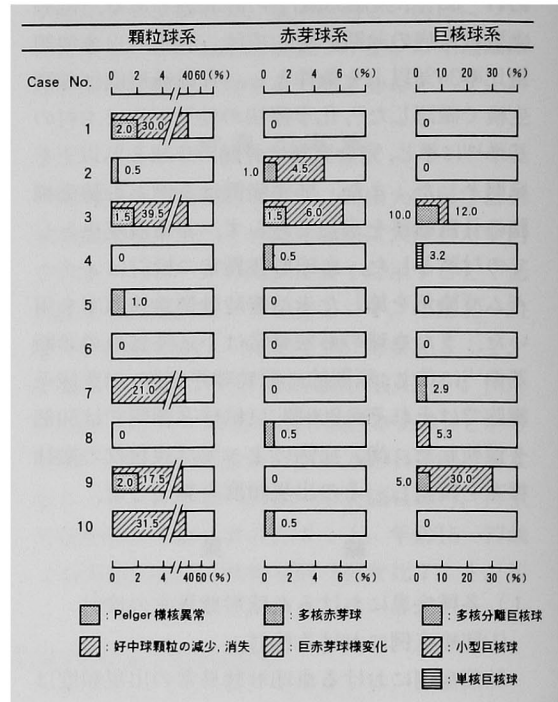 顆粒球系 赤芽球系 巨核球系
Case No. 0 2 4 40 60 (%) 0 2 4 6 (%) 0 10 20 30 (%)
1 2.0 30.0 0 0
2 0.5 1.0 4.5 0
3 1.5 39.5 1.5 6.0 10.0 12.0
4 0 0.5 3.2
5 1.0 0 0
6 0 0 0
7 21.0 0 2.9
8 0 0.5 5.3
9 2.0 17.5 0 5.0 30.0
10 31.5 0.5 0
0 2 4 40 60 (%) 0 2 4 6 (%) 0 10 20 30 (%)
: Pelger様核異常 : 多核赤芽球 : 多核分離巨核球
: 好中球顆粒の減少, 消失 : 巨赤芽球様変化 : 小型巨核球
: 単核巨核球